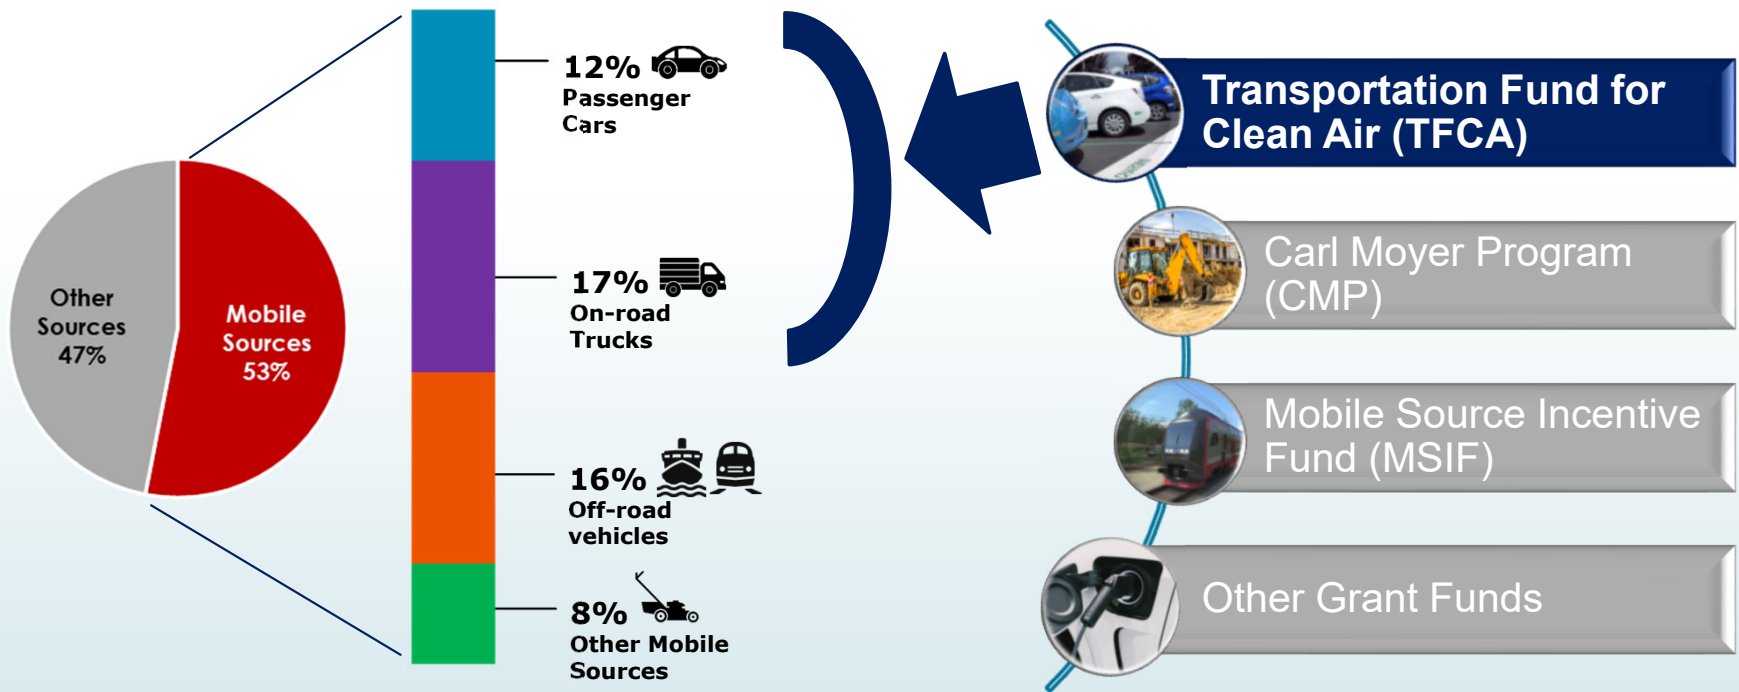 Other
Sources
47%
Mobile
Sources
53%
12%
Passenger
Cars
17%
On-road
Trucks
16%
Off-road
vehicles
8%
Other Mobile
Sources
Transportation Fund for
Clean Air (TFCA)
Carl Moyer Program
(CMP)
Mobile Source Incentive
Fund (MSIF)
Other Grant Funds